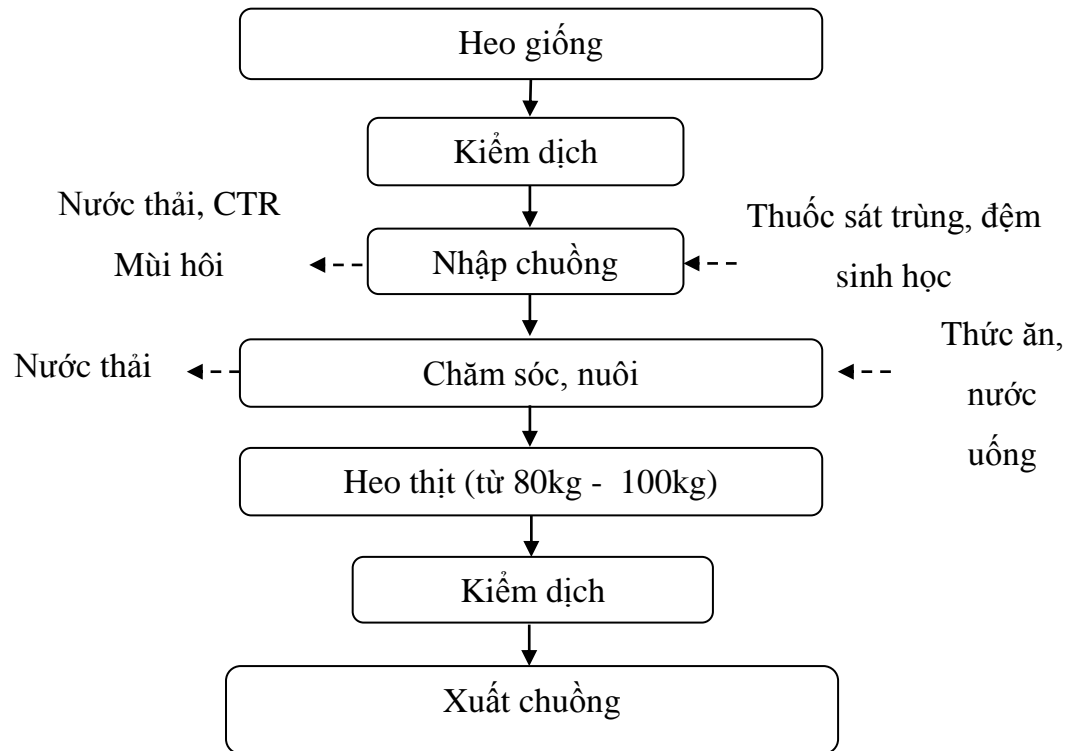 Heo giống
Kiểm dịch
Nước thải, CTR
Mùi hôi
Nhập chuồng
Thuốc sát trùng, đệm
sinh học
Nước thải
Chăm sóc, nuôi
Thức ăn,
nước
uống
Heo thịt (từ 80kg - 100kg)
Kiểm dịch
Xuất chuồng